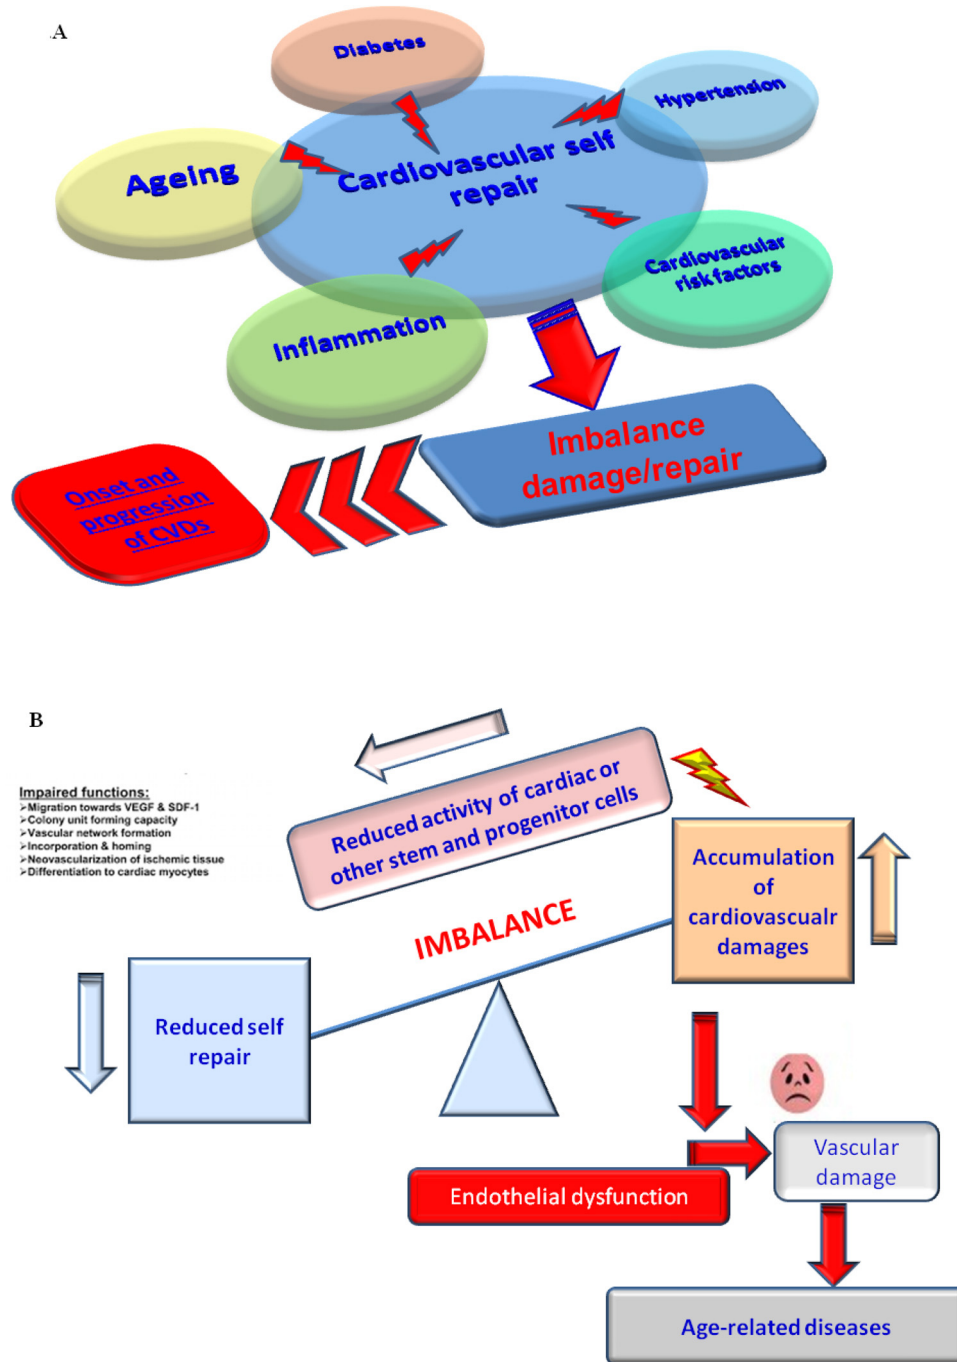 .A
Diabetes
Hypertension
Ageing
Cardiovascular self
repair
Cardiovascular
risk factors
Inflammation
Imbalance
damage/repair
Onset and
progression
of CVDs
B
Impaired functions:
➢Migration towards VEGF & SDF-1
➢Colony unit forming capacity
➢Vascular network formation
➢Incorporation & homing
➢Neovascularization of ischemic tissue
➢Differentiation to cardiac myocytes
Reduced activity of cardiac or
other stem and progenitor cells
Accumulation
of
cardiovascualr
damages
IMBALANCE
Reduced self
repair
Vascular
damage
Endothelial dysfunction
Age-related diseases